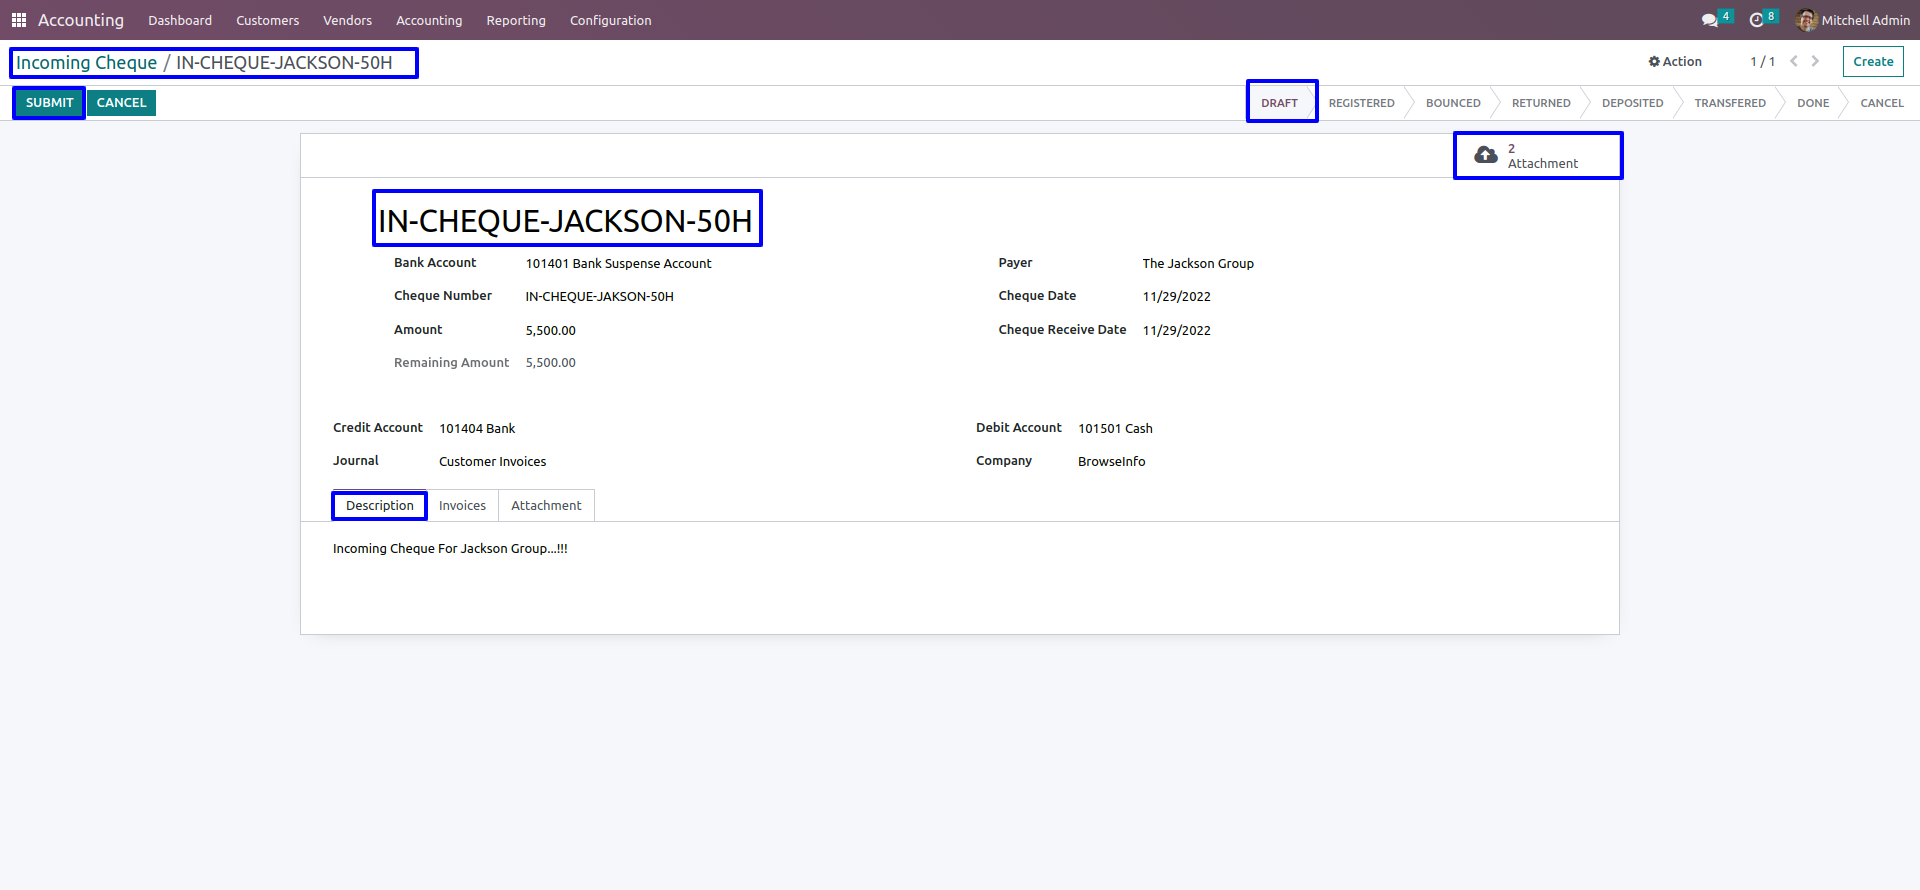 Accounting Dashboard Customers Vendors Accounting Reporting Configuration 4 8 Mitchell Admin
Incoming Cheque / IN-CHEQUE-JACKSON-50H Action 1 / 1 Create
SUBMIT CANCEL DRAFT REGISTERED BOUNCED RETURNED DEPOSITED TRANSFERED DONE CANCEL
2
Attachment
IN-CHEQUE-JACKSON-50H
Bank Account 101401 Bank Suspense Account Payer The Jackson Group
Cheque Number IN-CHEQUE-JAKSON-50H Cheque Date 11/29/2022
Amount 5,500.00 Cheque Receive Date 11/29/2022
Remaining Amount 5,500.00
Credit Account 101404 Bank Debit Account 101501 Cash
Journal Customer Invoices Company BrowseInfo
Description Invoices Attachment
Incoming Cheque For Jackson Group...!!!